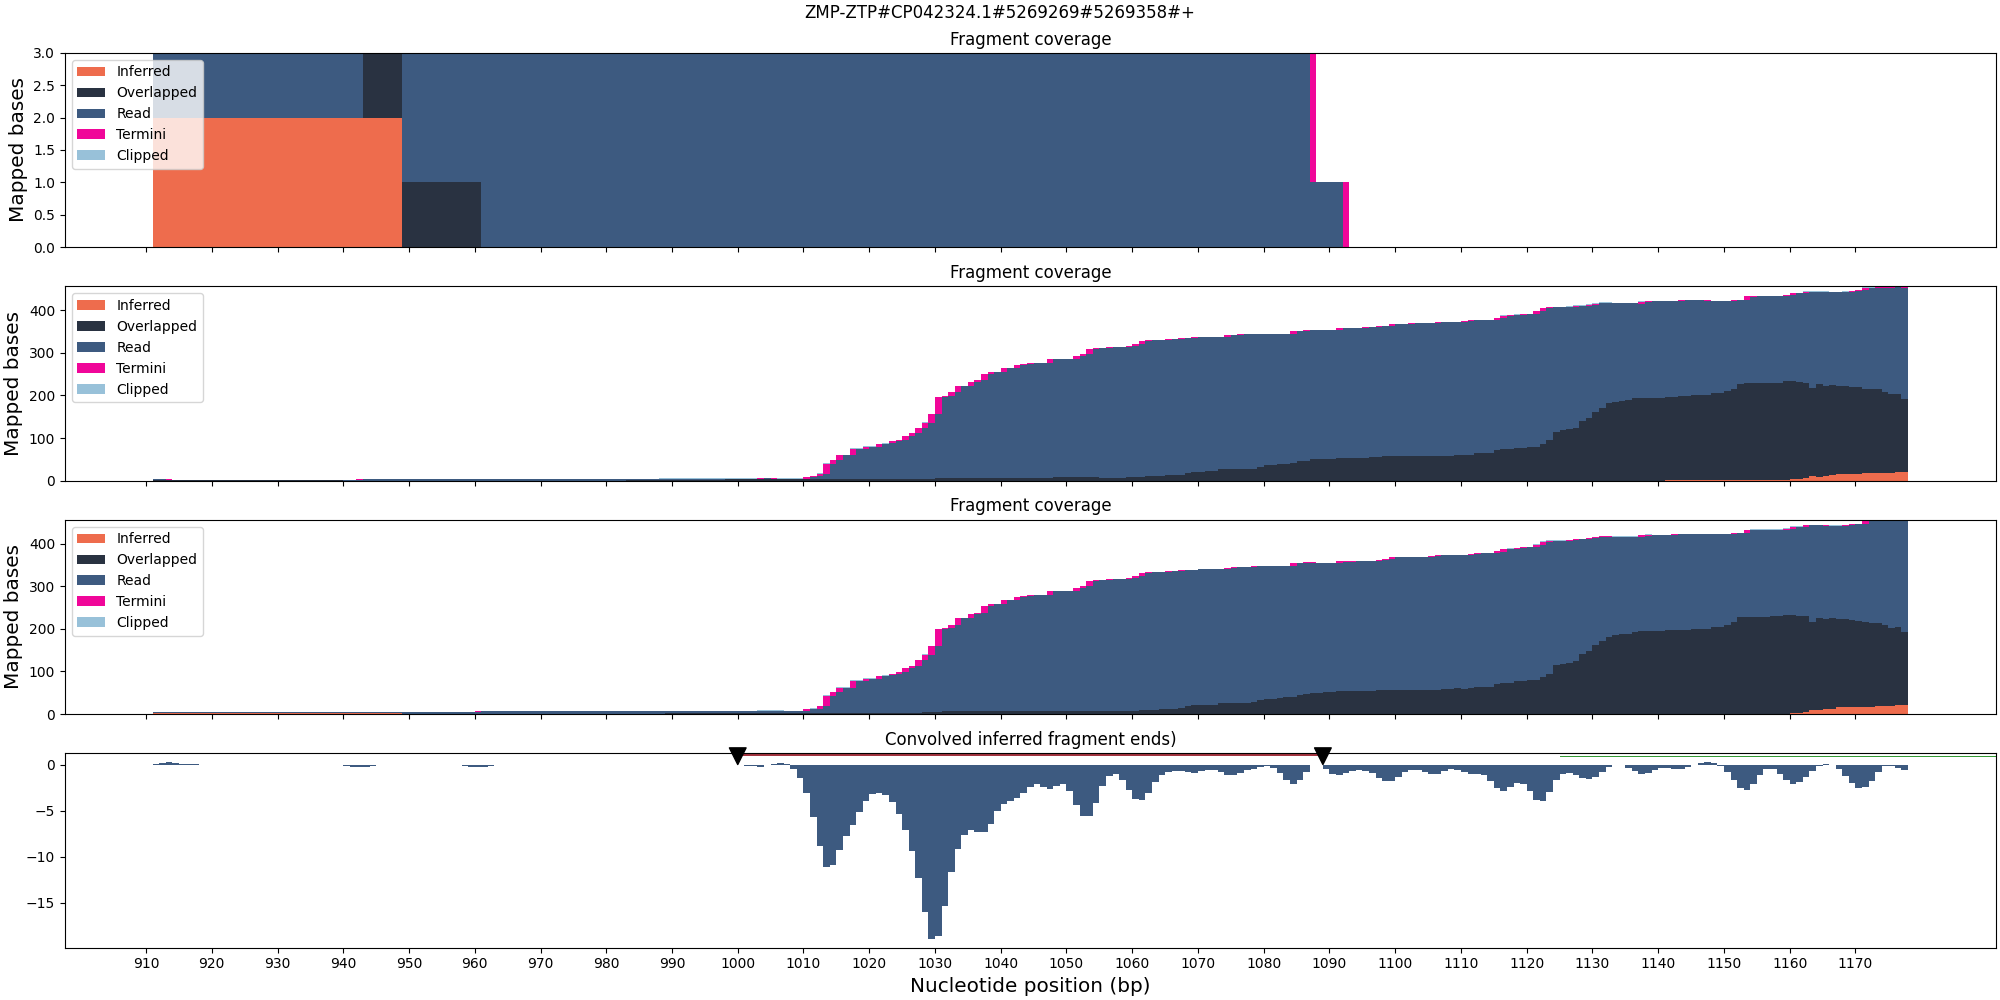 ZMP-ZTP#CP042324.1#5269269#5269358#+
Fragment coverage
Mapped bases
3.0
2.5
2.0
1.5
1.0
0.5
0.0
Inferred
Overlapped
Read
Termini
Clipped
Fragment coverage
Mapped bases
400
300
200
100
0
Inferred
Overlapped
Read
Termini
Clipped
Fragment coverage
Mapped bases
400
300
200
100
0
Inferred
Overlapped
Read
Termini
Clipped
Convolved inferred fragment ends)
0
−5
−10
−15
910 920 930 940 950 960 970 980 990 1000 1010 1020 1030 1040 1050 1060 1070 1080 1090 1100 1110 1120 1130 1140 1150 1160 1170
Nucleotide position (bp)